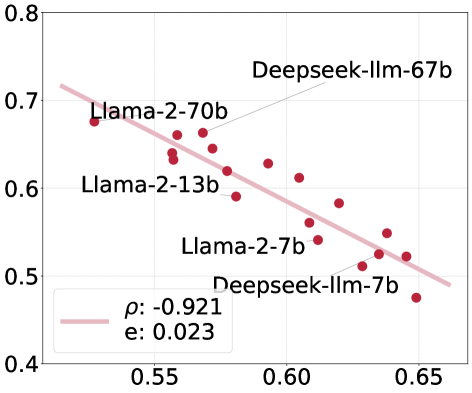 0.8
Deepseek-llm-67b
0.7
Llama-2-70b
0.6
Llama-2-13b
Llama-2-7b
0.5
Deepseek-llm-7b
ρ: -0.921
e: 0.023
0.4
0.55
0.60
0.65